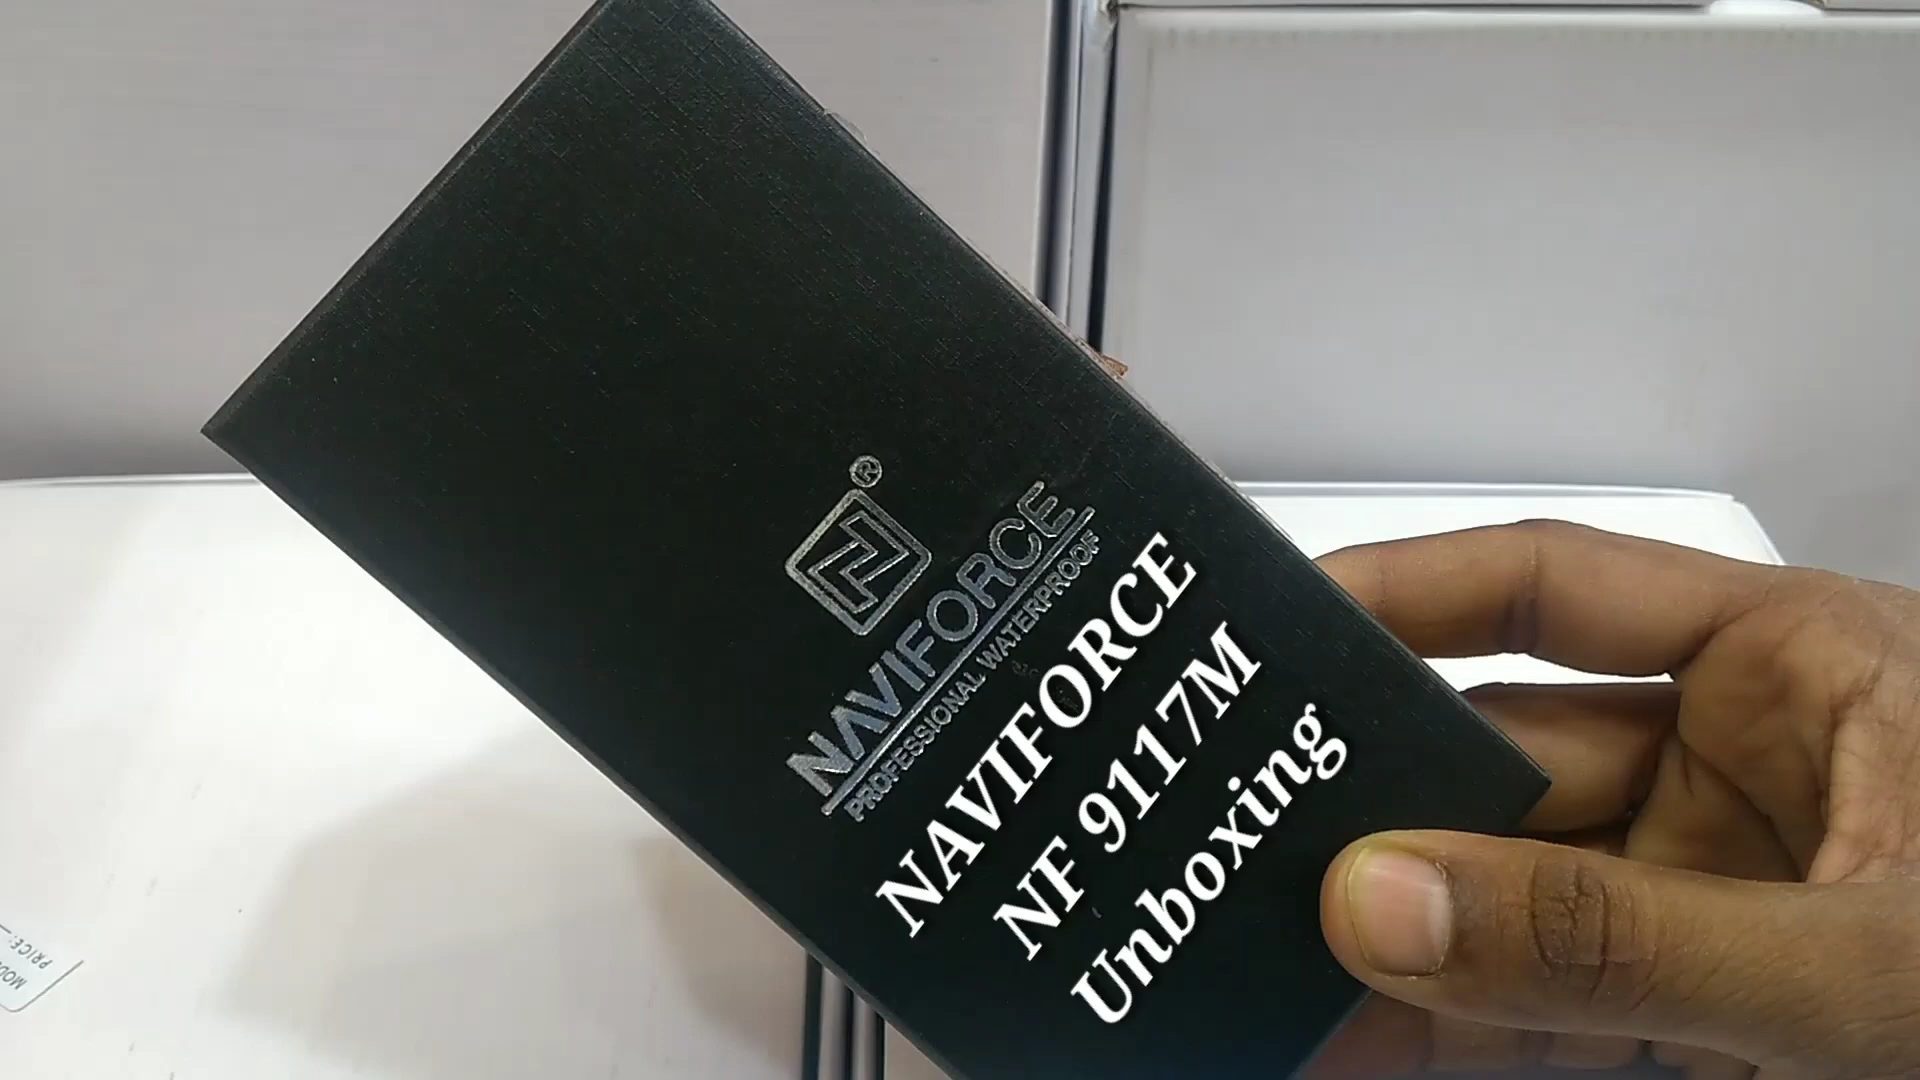 ®
NAVIFORCE
PROFESSIONAL WATERPROOF
NAVIFORCE
NF 9117M
Unboxing
PRICE: